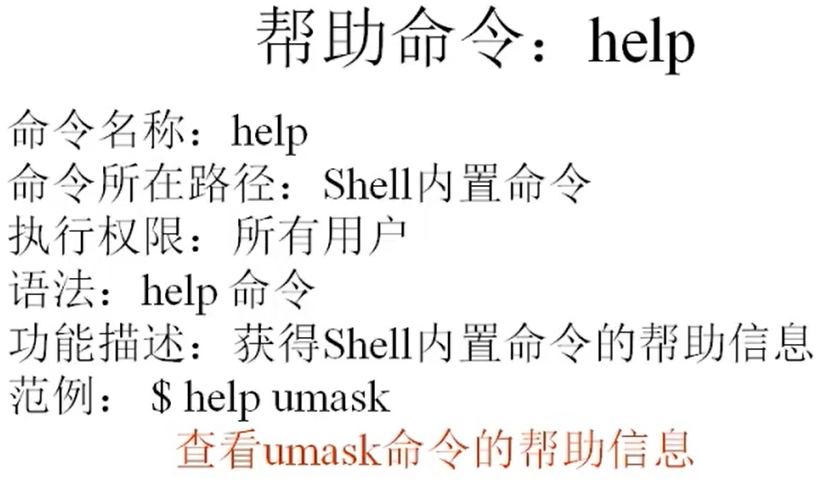 帮助命令：help
命令名称：help
命令所在路径：Shell内置命令
执行权限：所有用户
语法：help 命令
功能描述：获得Shell内置命令的帮助信息
范例： $ help umask
查看umask命令的帮助信息